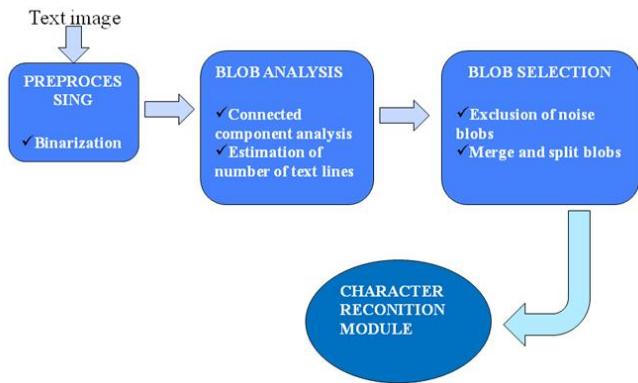 Text image
PREPROCES
SING
✓Binarization
BLOB ANALYSIS
✓Connected
component analysis
✓Estimation of
number of text lines
BLOB SELECTION
✓Exclusion of noise
blobs
✓Merge and split blobs
CHARACTER
RECONITION
MODULE